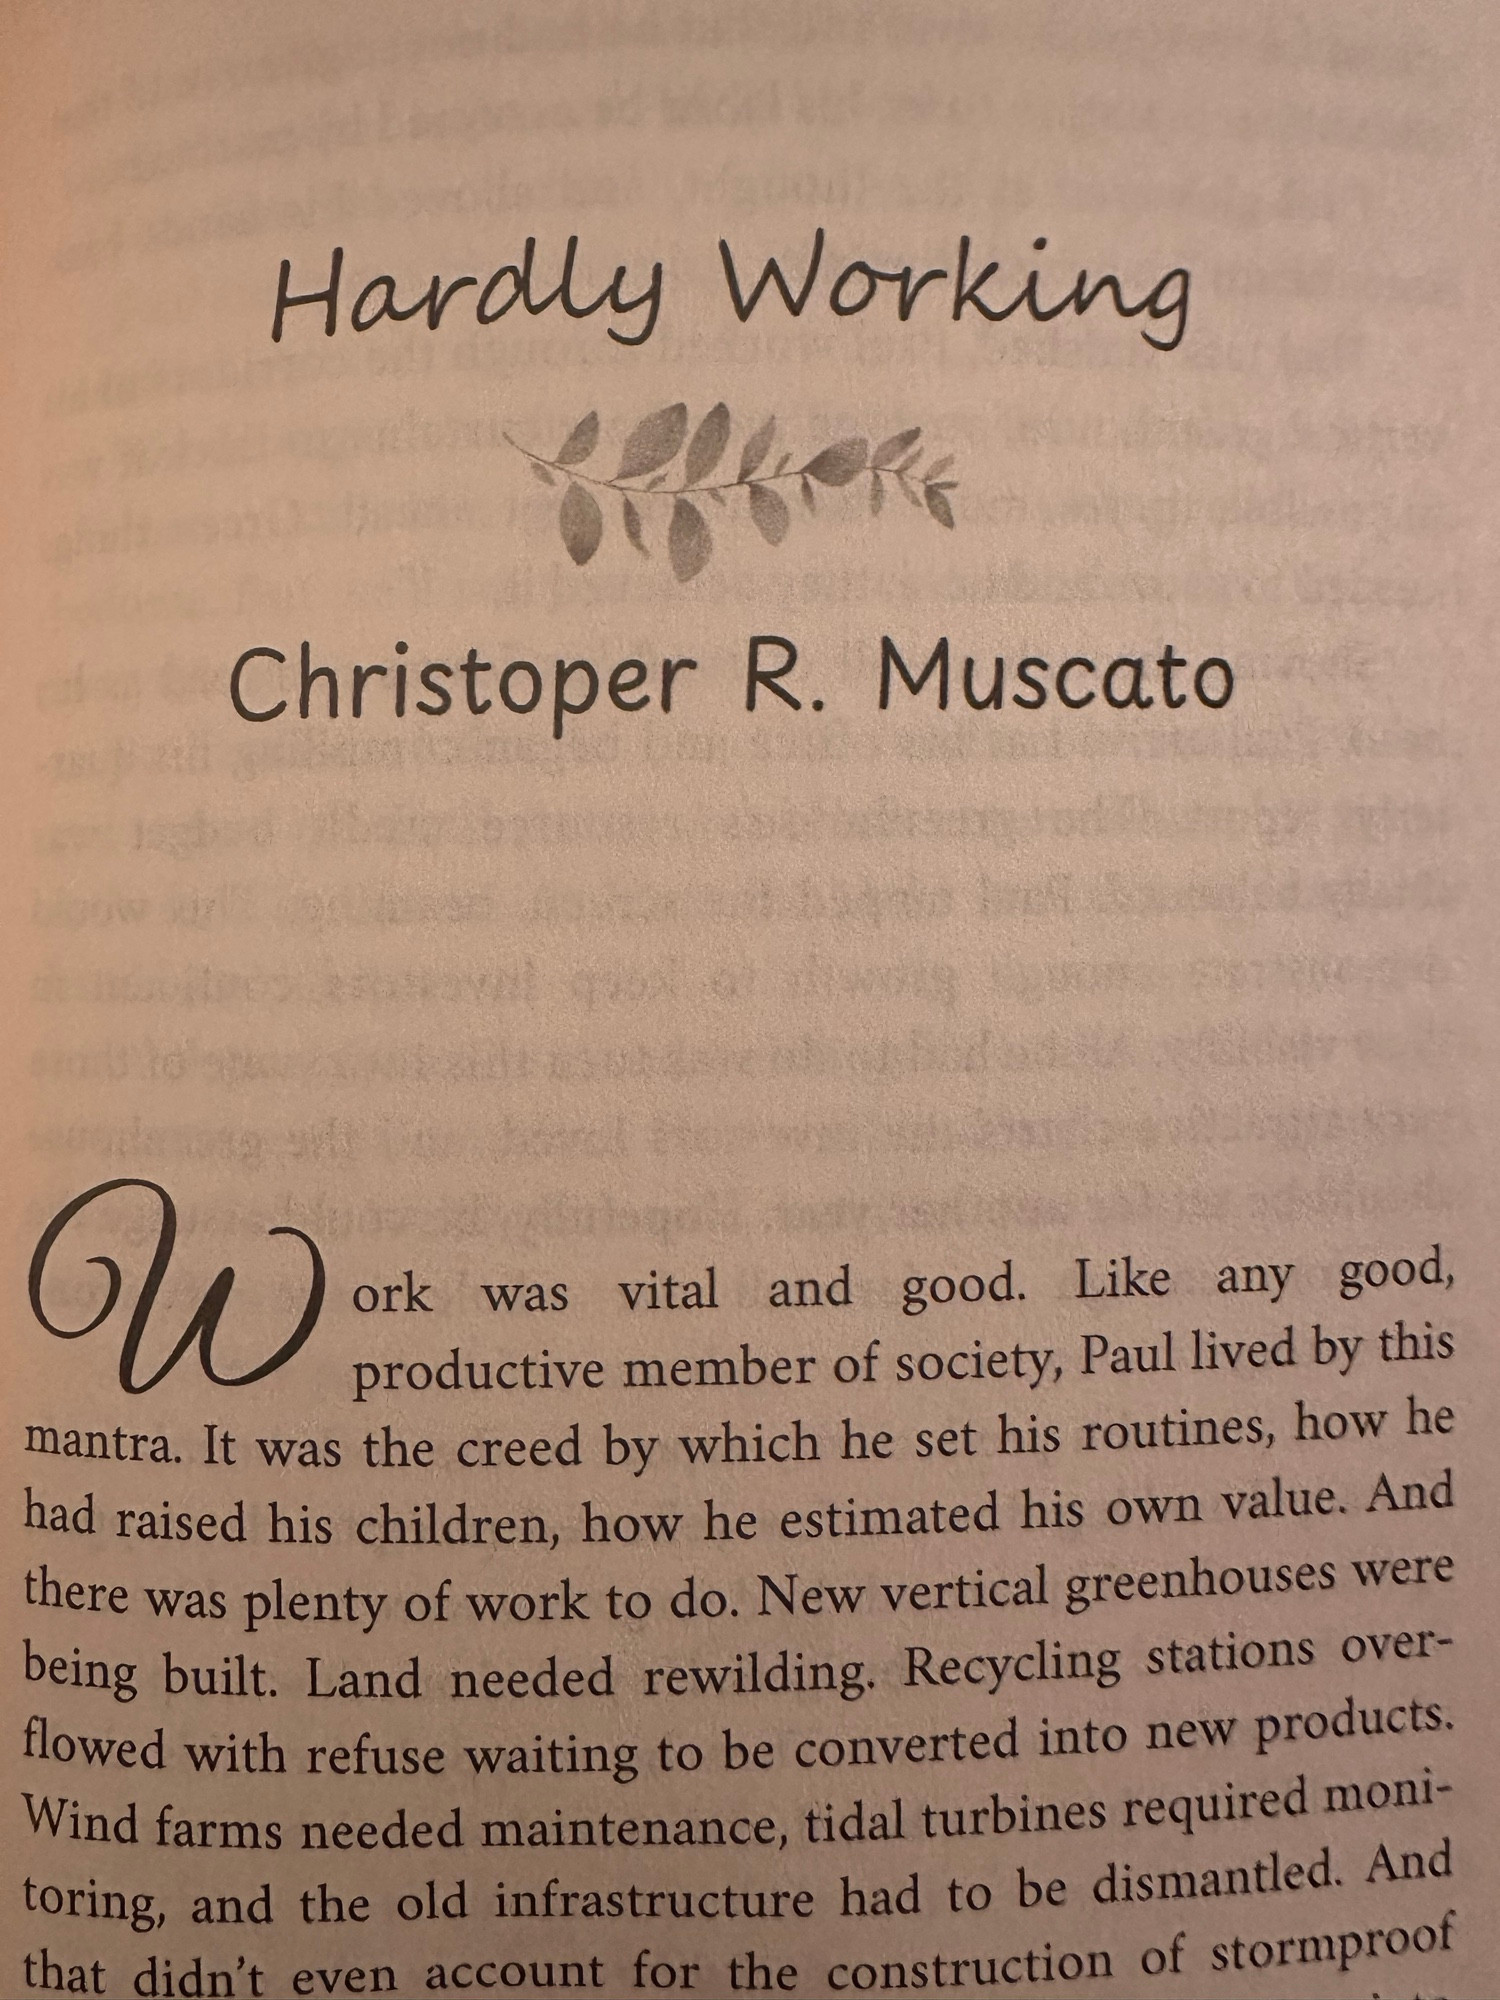 Hardly Working
Christoper R. Muscato
Work was vital and good. Like any good,
productive member of society, Paul lived by this
mantra. It was the creed by which he set his routines, how he
had raised his children, how he estimated his own value. And
there was plenty of work to do. New vertical greenhouses were
being built. Land needed rewilding. Recycling stations over-
flowed with refuse waiting to be converted into new products.
Wind farms needed maintenance, tidal turbines required moni-
toring, and the old infrastructure had to be dismantled. And
that didn’t even account for the construction of stormproof